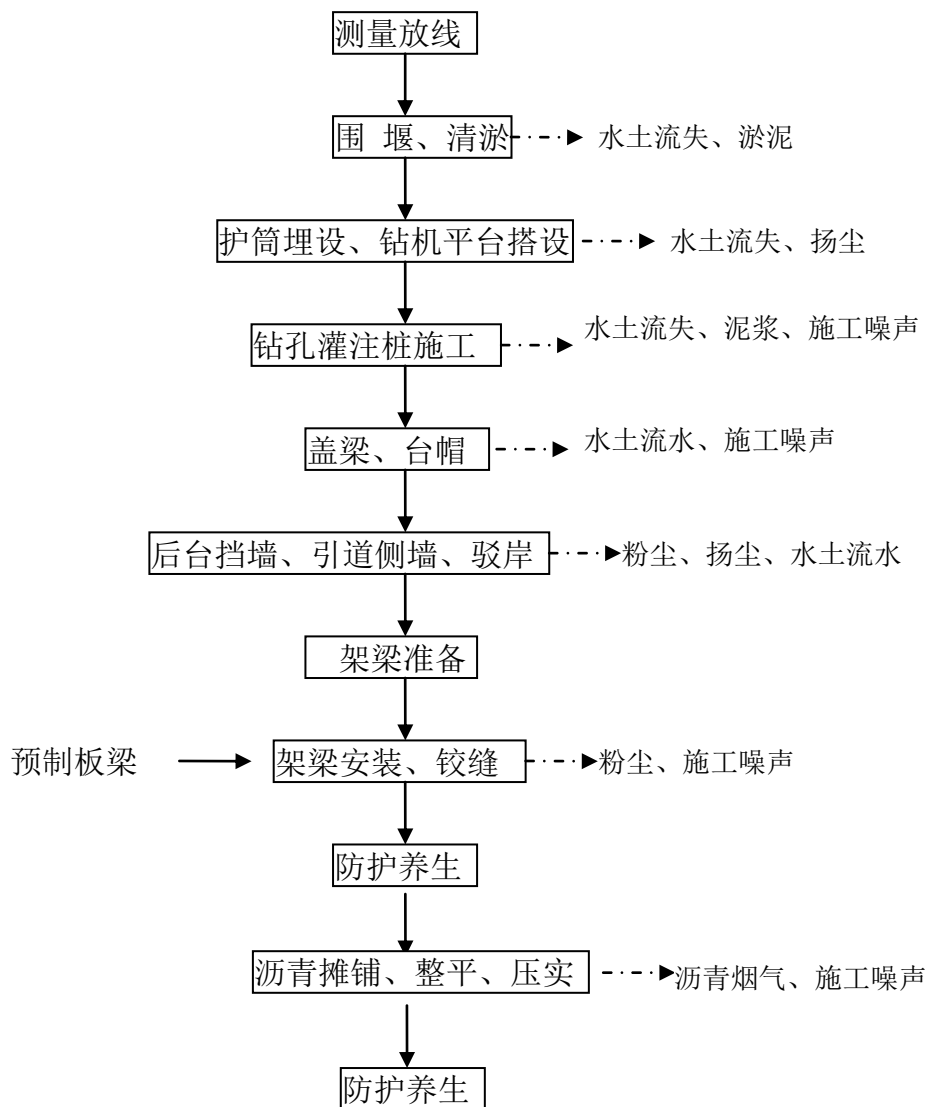 测量放线
围 堰、清淤
水土流失、淤泥
护筒埋设、钻机平台搭设
水土流失、扬尘
钻孔灌注桩施工
水土流失、泥浆、施工噪声
盖梁、台帽
水土流水、施工噪声
后台挡墙、引道侧墙、驳岸
粉尘、扬尘、水土流水
架梁准备
预制板梁
架梁安装、铰缝
粉尘、施工噪声
防护养生
沥青摊铺、整平、压实
沥青烟气、施工噪声
防护养生